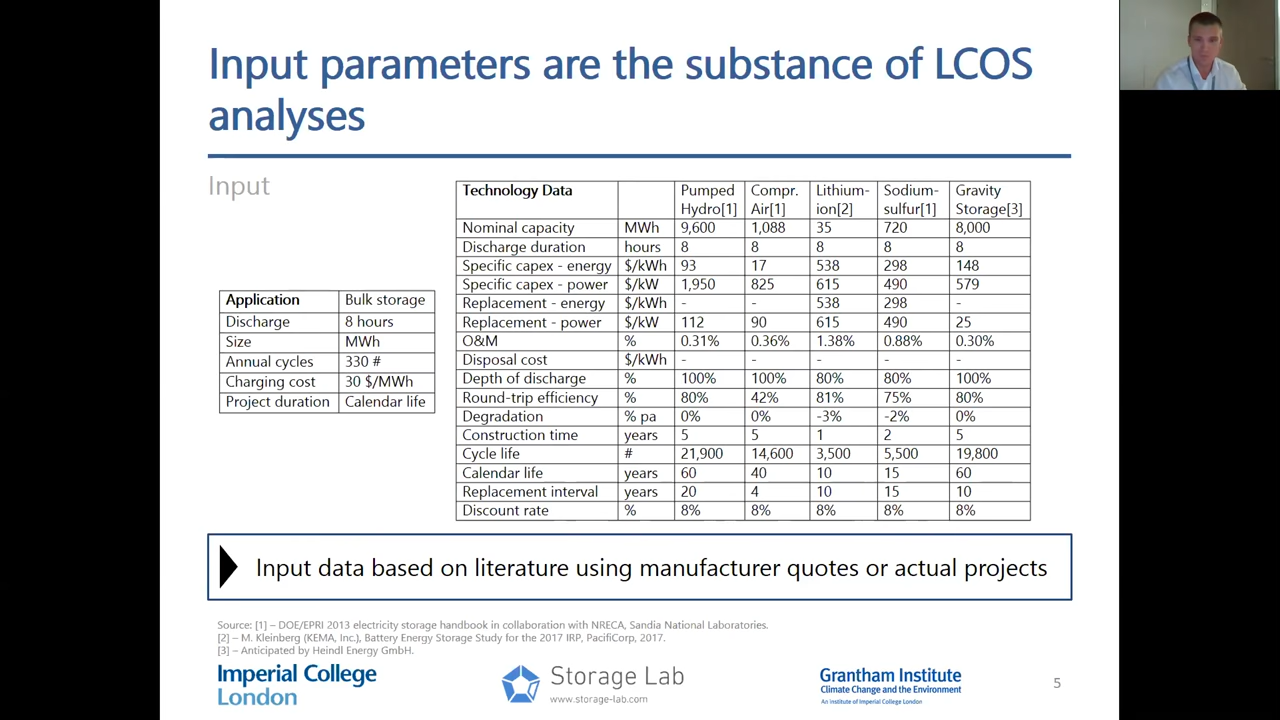 Input parameters are the substance of LCOS
analyses
Input
Application Bulk storage
Discharge 8 hours
Size MWh
Annual cycles 330 #
Charging cost 30 $/MWh
Project duration Calendar life
Technology Data Pumped Hydro[1] Compr. Air[1] Lithium-ion[2] Sodium-sulfur[1] Gravity Storage[3]
Nominal capacity MWh 9,600 1,088 35 720 8,000
Discharge duration hours 8 8 8 8 8
Specific capex - energy $/kWh 93 17 538 298 148
Specific capex - power $/kW 1,950 825 615 490 579
Replacement - energy $/kWh - - 538 298 -
Replacement - power $/kW 112 90 615 490 25
O&M % 0.31% 0.36% 1.38% 0.88% 0.30%
Disposal cost $/kWh - - - - -
Depth of discharge % 100% 100% 80% 80% 100%
Round-trip efficiency % 80% 42% 81% 75% 80%
Degradation % pa 0% 0% -3% -2% 0%
Construction time years 5 5 1 2 5
Cycle life # 21,900 14,600 3,500 5,500 19,800
Calendar life years 60 40 10 15 60
Replacement interval years 20 4 10 15 10
Discount rate % 8% 8% 8% 8% 8%
Input data based on literature using manufacturer quotes or actual projects
Source: [1] – DOE/EPRI 2013 electricity storage handbook in collaboration with NRECA, Sandia National Laboratories.
[2] – M. Kleinberg (KEMA, Inc.), Battery Energy Storage Study for the 2017 IRP, PacifiCorp, 2017.
[3] – Anticipated by Heindl Energy GmbH.
Imperial College
London
Storage Lab
www.storage-lab.com
Grantham Institute
Climate Change and the Environment
An institute of Imperial College London
5